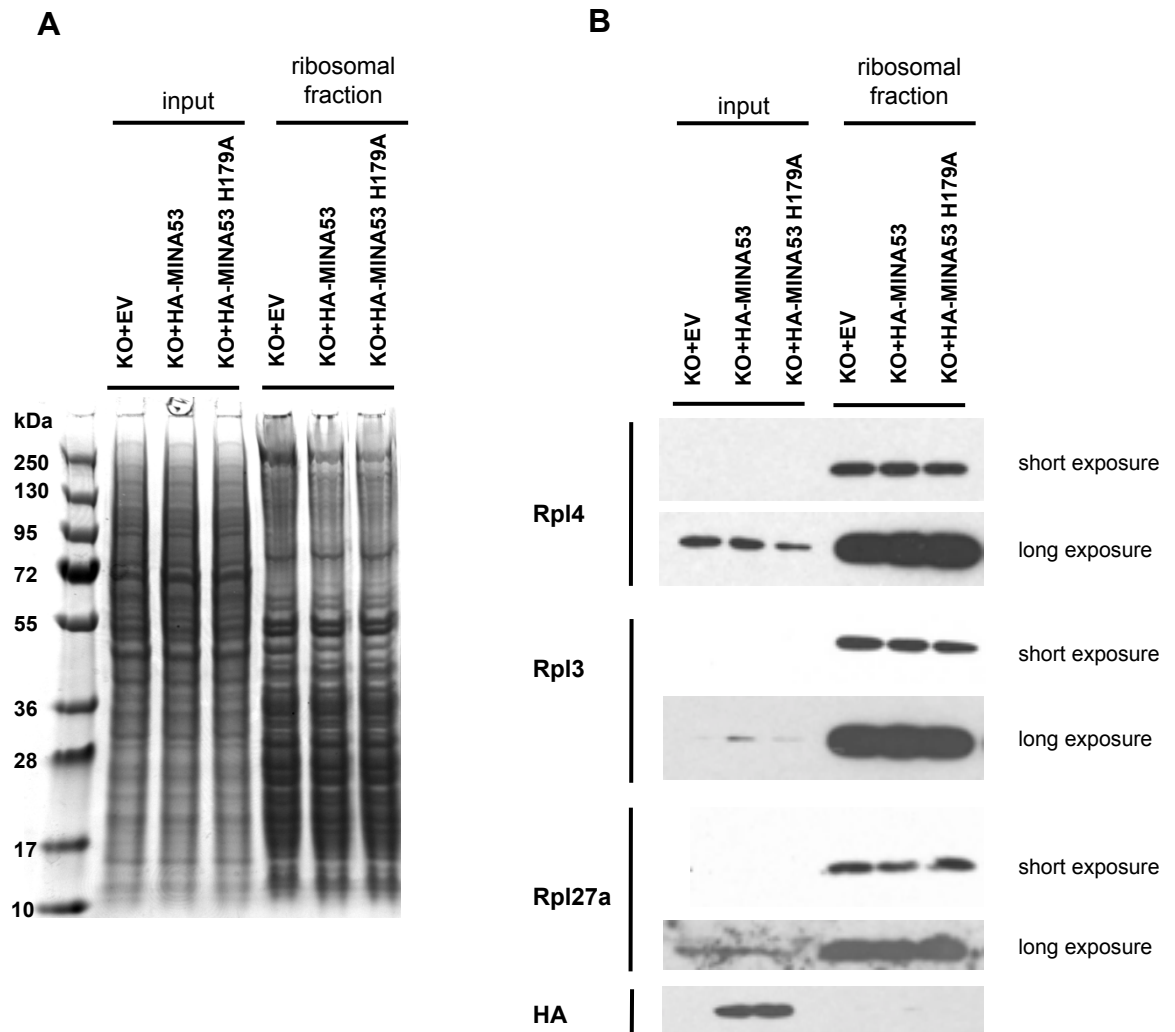 A
input
ribosomal
fraction
KO+EV
KO+HA-MINA53
KO+HA-MINA53 H179A
KO+EV
KO+HA-MINA53
KO+HA-MINA53 H179A
kDa
250
130
95
72
55
36
28
17
10
B
input
ribosomal
fraction
KO+EV
KO+HA-MINA53
KO+HA-MINA53 H179A
KO+EV
KO+HA-MINA53
KO+HA-MINA53 H179A
Rpl4
short exposure
long exposure
Rpl3
short exposure
long exposure
Rpl27a
short exposure
long exposure
HA